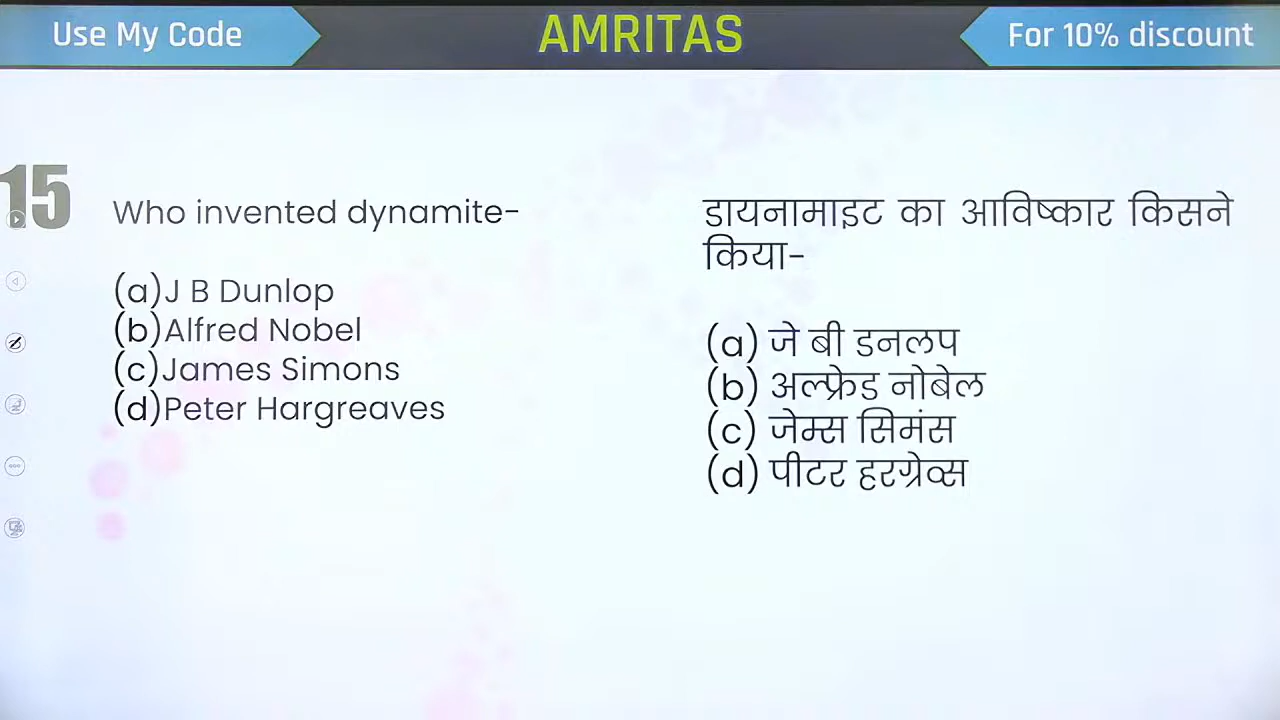 Use My Code
AMRITAS
For 10% discount
15
Who invented dynamite-
(a)J B Dunlop
(b)Alfred Nobel
(c)James Simons
(d)Peter Hargreaves
डायनामाइट का आविष्कार किसने
किया-
(a) जे बी डनलप
(b) अल्फ्रेड नोबेल
(c) जेम्स सिमंस
(d) पीटर हरग्रेव्स